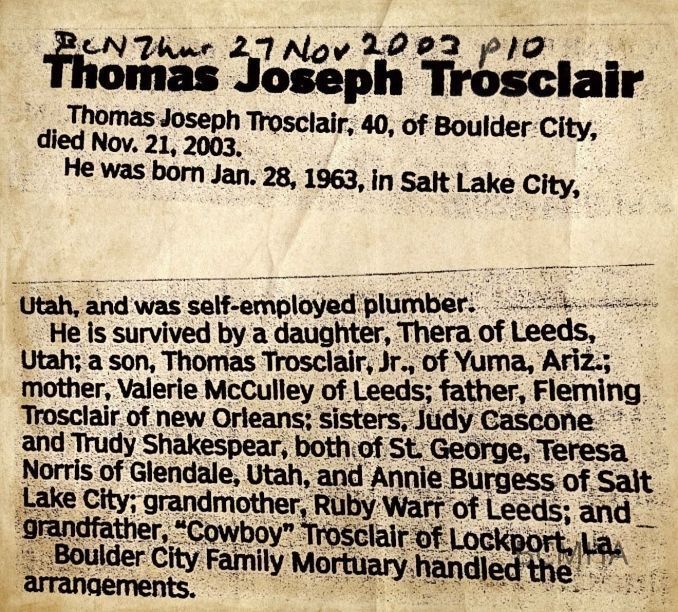 BCN Thur 27 Nov 2003 p10
Thomas Joseph Trosclair
Thomas Joseph Trosclair, 40, of Boulder City,
died Nov. 21, 2003.
He was born Jan. 28, 1963, in Salt Lake City,
Utah, and was self-employed plumber.
He is survived by a daughter, Thera of Leeds,
Utah; a son, Thomas Trosclair, Jr., of Yuma, Ariz.;
mother, Valerie McCulley of Leeds; father, Fleming
Trosclair of new Orleans; sisters, Judy Cascone
and Trudy Shakespear, both of St. George, Teresa
Norris of Glendale, Utah, and Annie Burgess of Salt
Lake City; grandmother, Ruby Warr of Leeds; and
grandfather, “Cowboy” Trosclair of Lockport, La.
Boulder City Family Mortuary handled the
arrangements.